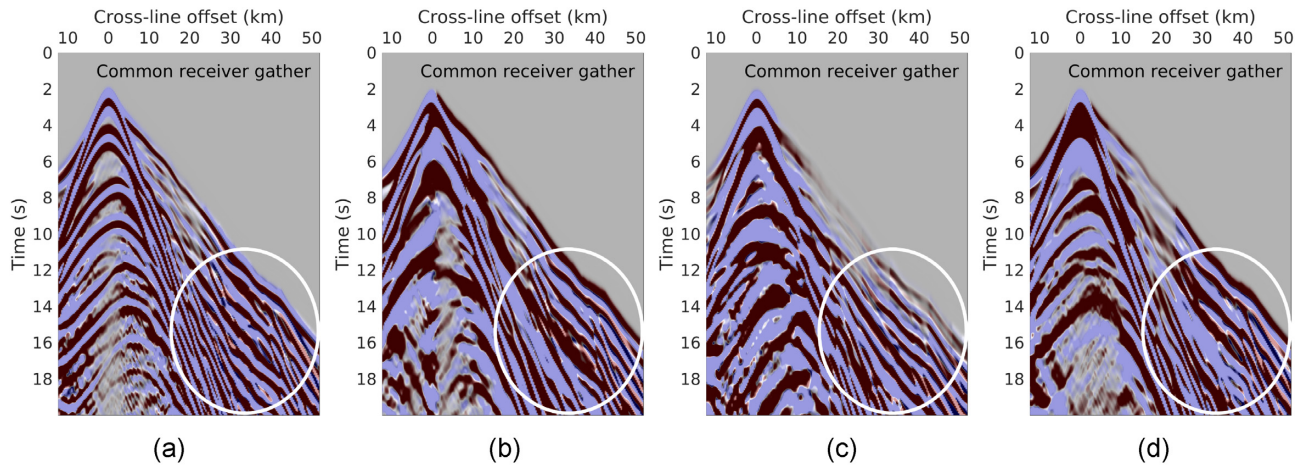 Cross-line offset (km) Cross-line offset (km) Cross-line offset (km) Cross-line offset (km)
10 0 10 20 30 40 50 10 0 10 20 30 40 50 10 0 10 20 30 40 50 10 0 10 20 30 40 50
0 0 0 0
Common receiver gather Common receiver gather Common receiver gather Common receiver gather
2 2 2 2
4 4 4 4
6 6 6 6
8 8 8 8
Time (s) Time (s) Time (s) Time (s)
10 10 10 10
12 12 12 12
14 14 14 14
16 16 16 16
18 18 18 18
(a) (b) (c) (d)